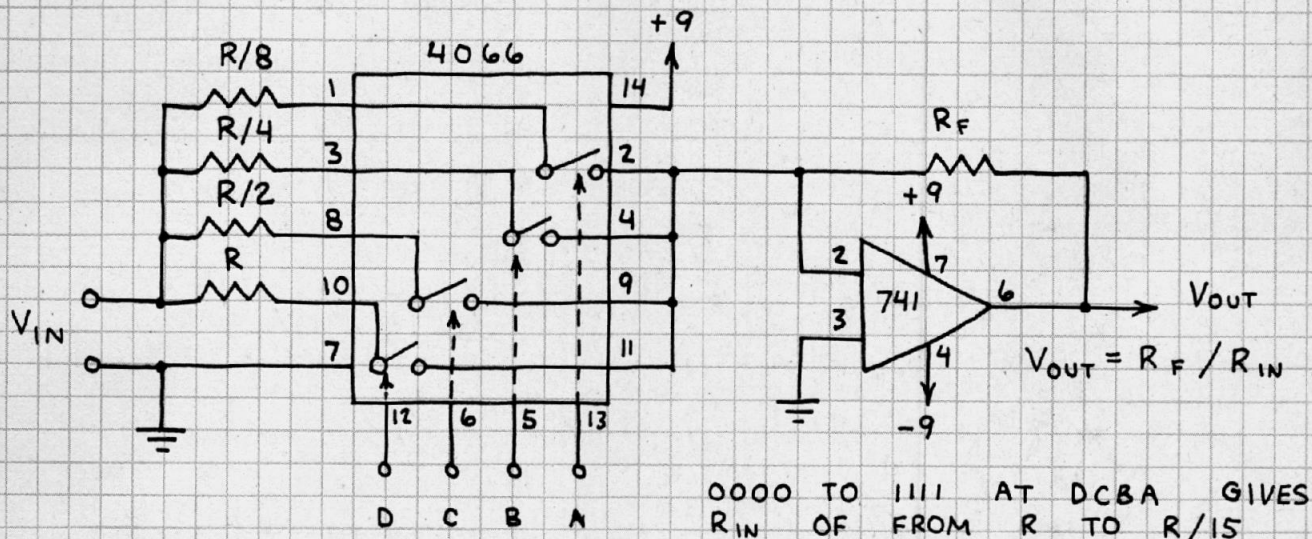 +9
4066
R/8
1
14
R/4
3
2
RF
R/2
8
4
+9
R
10
9
2
7
741
6
VOUT
VIN
3
7
11
4
VOUT = RF / RIN
-9
12
6
5
13
D
C
B
A
0000 TO 1111 AT DCBA GIVES
RIN OF FROM R TO R/15